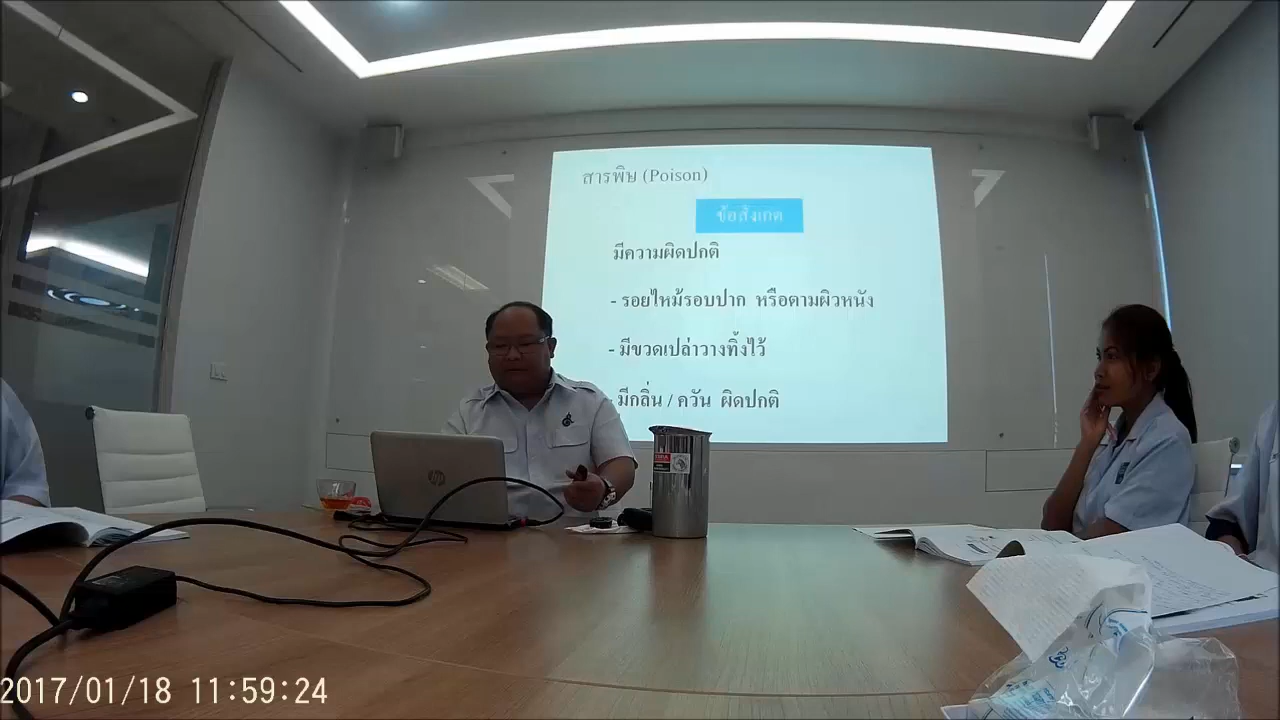 สารพิษ (Poison)
ข้อสังเกต
มีความผิดปกติ
- รอยไหม้รอบปาก หรือตามผิวหนัง
- มีขวดเปล่าวางทิ้งไว้
- มีกลิ่น / ควัน ผิดปกติ
hp
2017/01/18 11:59:24